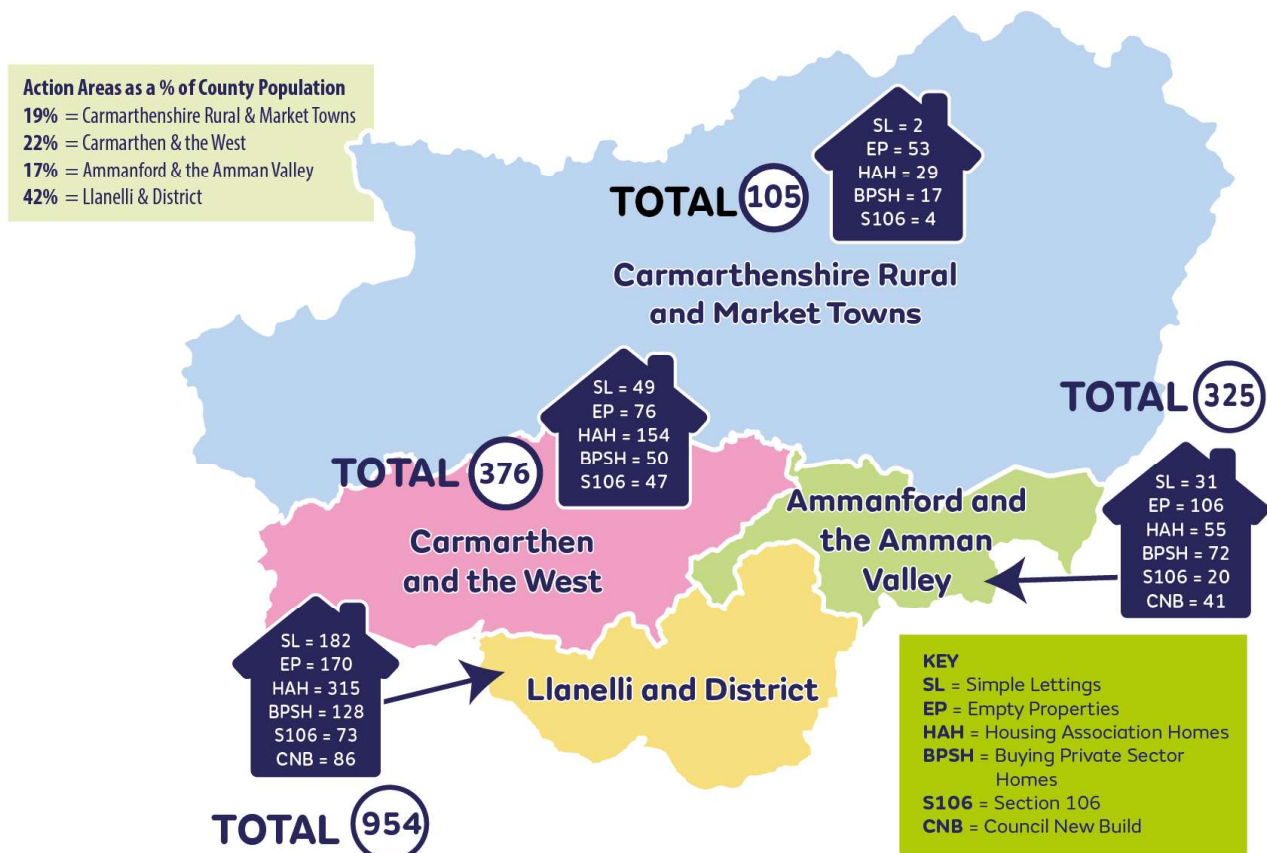 Action Areas as a % of County Population
19% = Carmarthenshire Rural & Market Towns
22% = Carmarthen & the West
17% = Ammanford & the Amman Valley
42% = Llanelli & District
SL = 2
EP = 53
HAH = 29
BPSH = 17
S106 = 4
TOTAL 105
Carmarthenshire Rural
and Market Towns
SL = 49
EP = 76
HAH = 154
BPSH = 50
S106 = 47
TOTAL 376
Carmarthen
and the West
TOTAL 325
SL = 31
EP = 106
HAH = 55
BPSH = 72
S106 = 20
CNB = 41
Ammanford and
the Amman
Valley
SL = 182
EP = 170
HAH = 315
BPSH = 128
S106 = 73
CNB = 86
Llanelli and District
TOTAL 954
KEY
SL = Simple Lettings
EP = Empty Properties
HAH = Housing Association Homes
BPSH = Buying Private Sector
Homes
S106 = Section 106
CNB = Council New Build